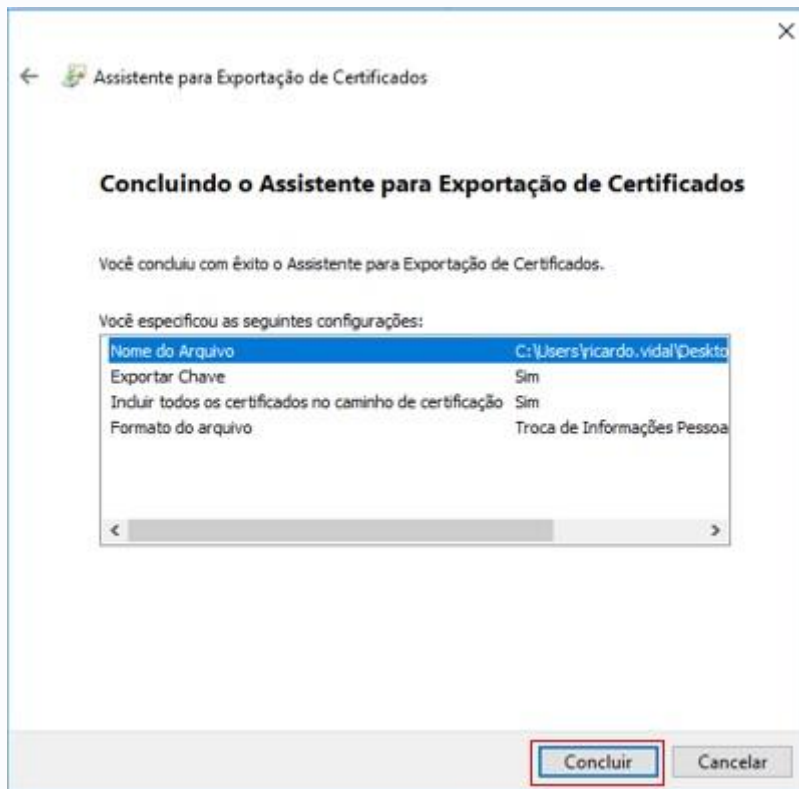 Assistente para Exportação de Certificados
Concluindo o Assistente para Exportação de Certificados
Você concluiu com êxito o Assistente para Exportação de Certificados.
Você especificou as seguintes configurações:
Nome do Arquivo C:\Users\ricardo.vidal\Deskto
Exportar Chave Sim
Incluir todos os certificados no caminho de certificação Sim
Formato do arquivo Troca de Informações Pessoa
Concluir Cancelar